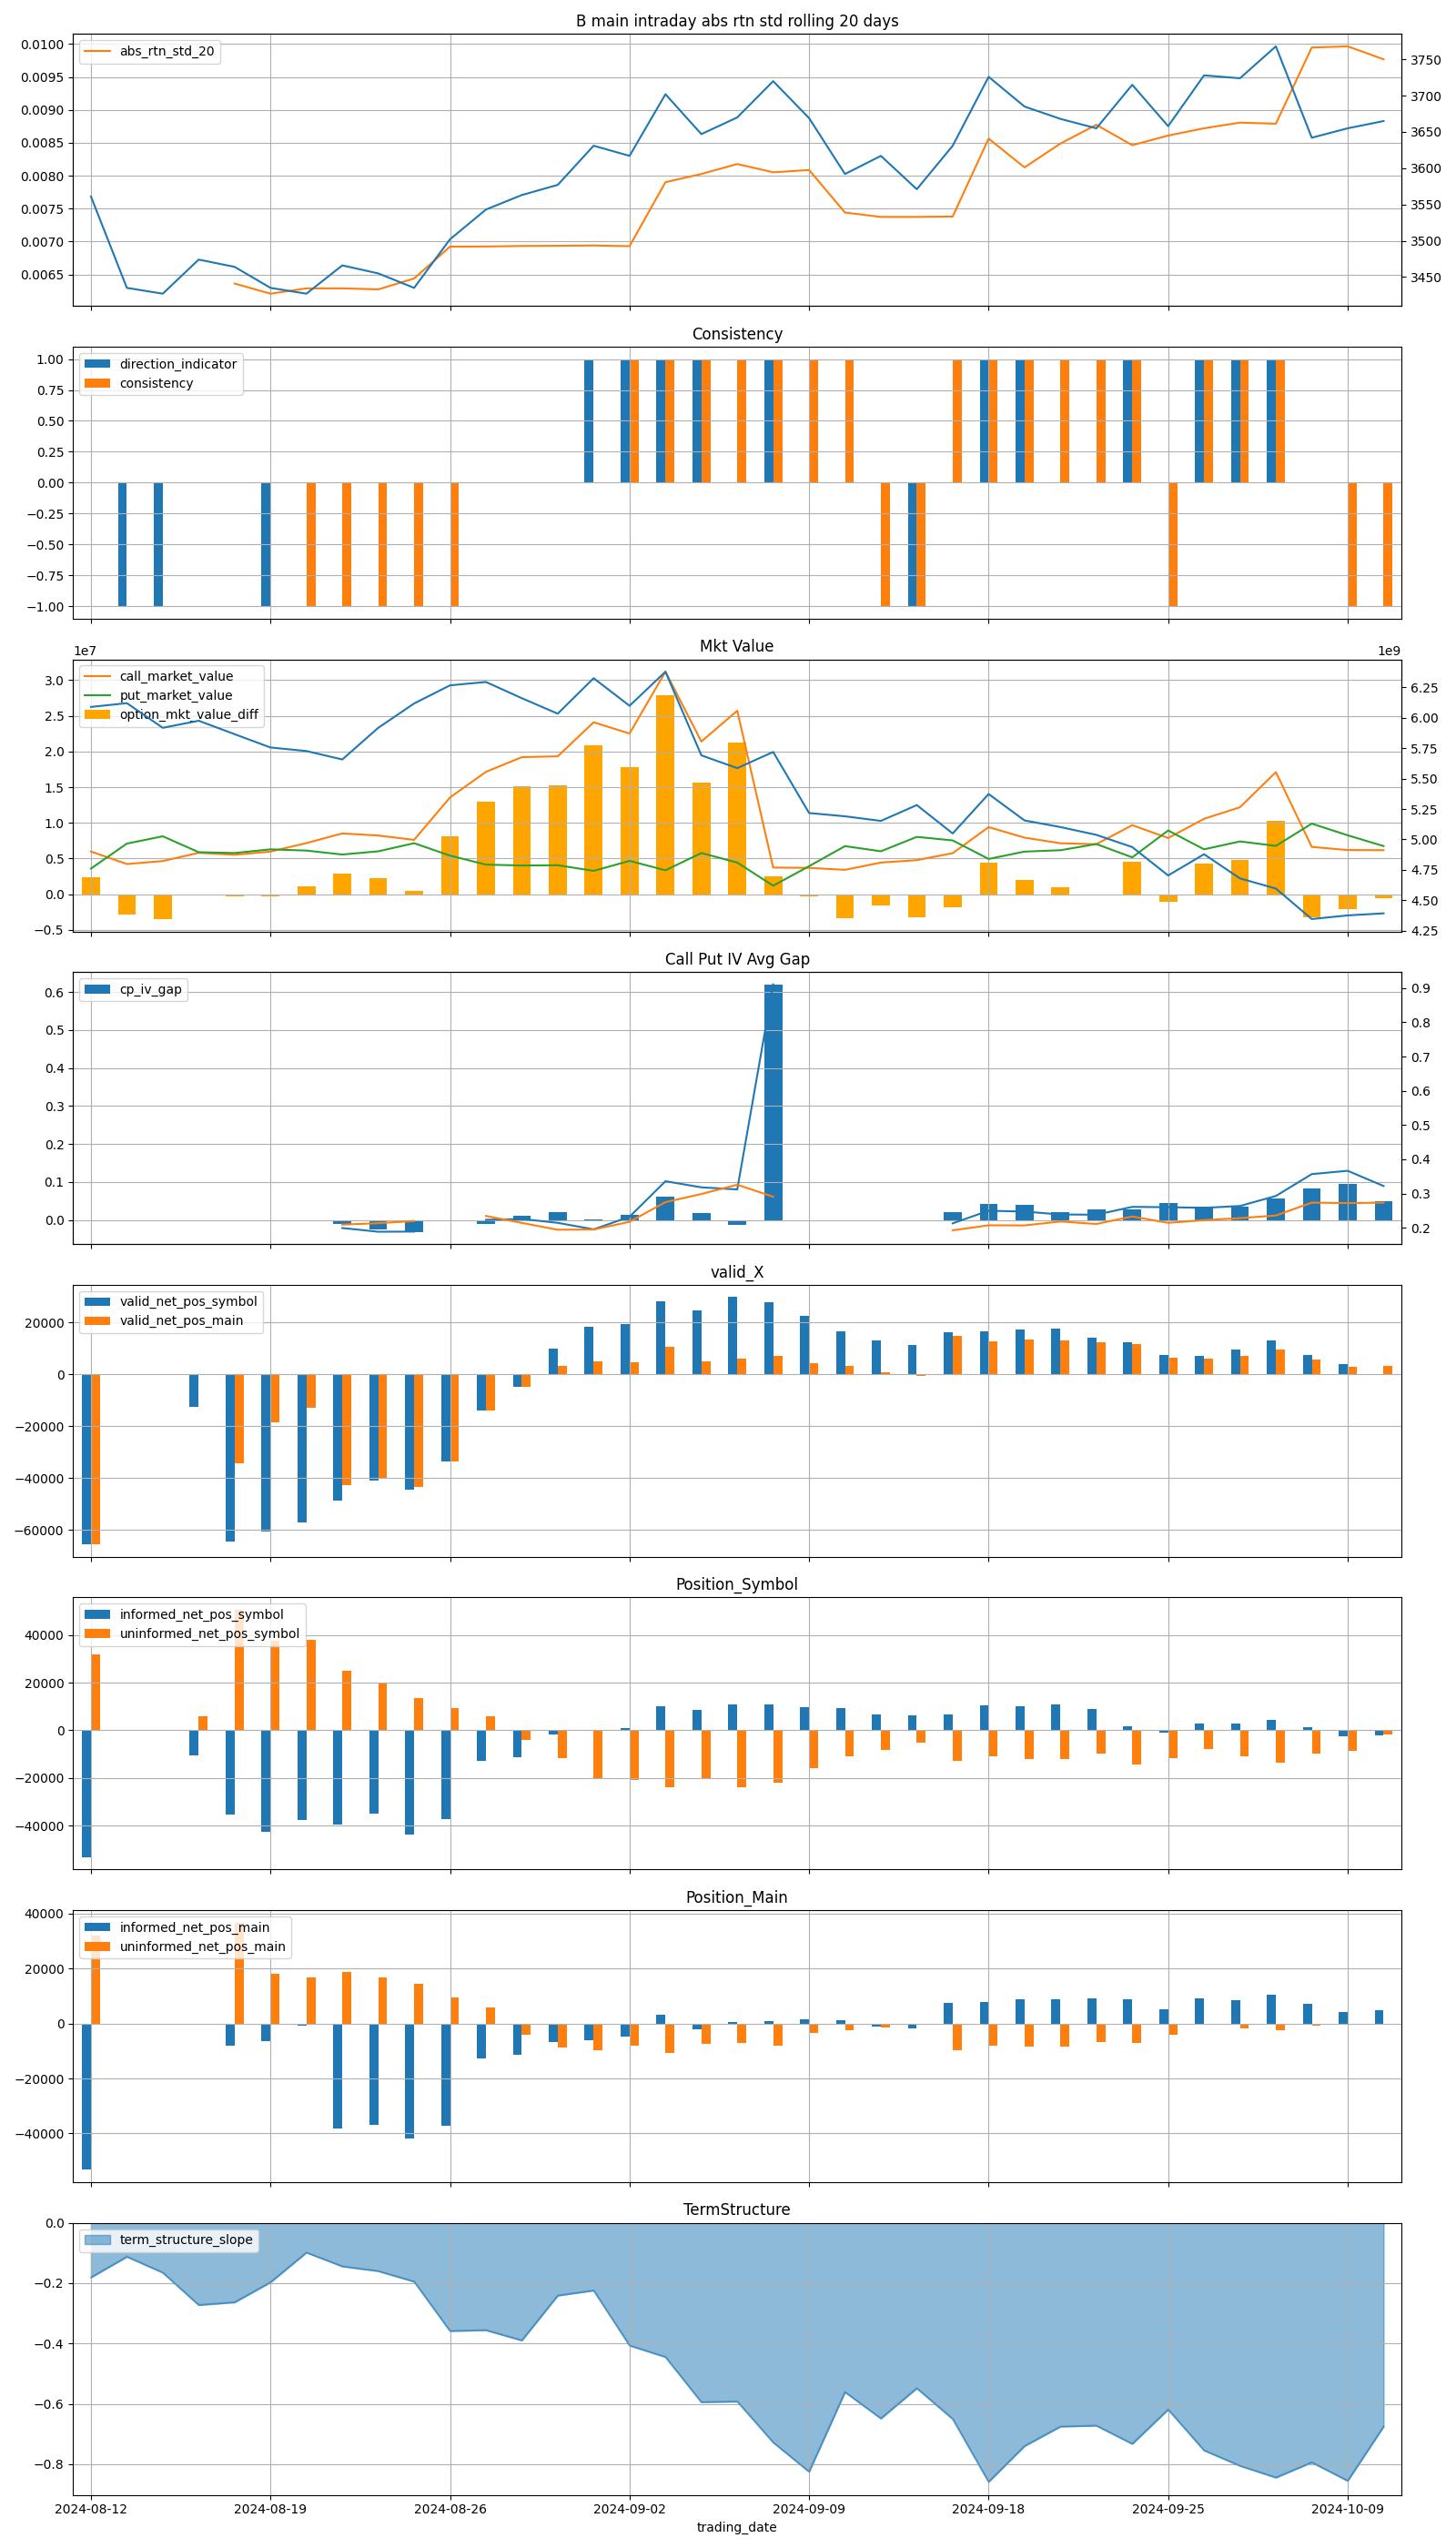 B main intraday abs rtn std rolling 20 days
abs_rtn_std_20
0.0100
0.0095
0.0090
0.0085
0.0080
0.0075
0.0070
0.0065
3750
3700
3650
3600
3550
3500
3450
Consistency
direction_indicator
consistency
1.00
0.75
0.50
0.25
0.00
−0.25
−0.50
−0.75
−1.00
Mkt Value
1e7
1e9
call_market_value
put_market_value
option_mkt_value_diff
3.0
2.5
2.0
1.5
1.0
0.5
0.0
−0.5
6.25
6.00
5.75
5.50
5.25
5.00
4.75
4.50
4.25
Call Put IV Avg Gap
cp_iv_gap
0.6
0.5
0.4
0.3
0.2
0.1
0.0
0.9
0.8
0.7
0.6
0.5
0.4
0.3
0.2
valid_X
valid_net_pos_symbol
valid_net_pos_main
20000
0
−20000
−40000
−60000
Position_Symbol
informed_net_pos_symbol
uninformed_net_pos_symbol
40000
20000
0
−20000
−40000
Position_Main
informed_net_pos_main
uninformed_net_pos_main
40000
20000
0
−20000
−40000
TermStructure
term_structure_slope
0.0
−0.2
−0.4
−0.6
−0.8
2024-08-12 2024-08-19 2024-08-26 2024-09-02 2024-09-09 2024-09-18 2024-09-25 2024-10-09
trading_date